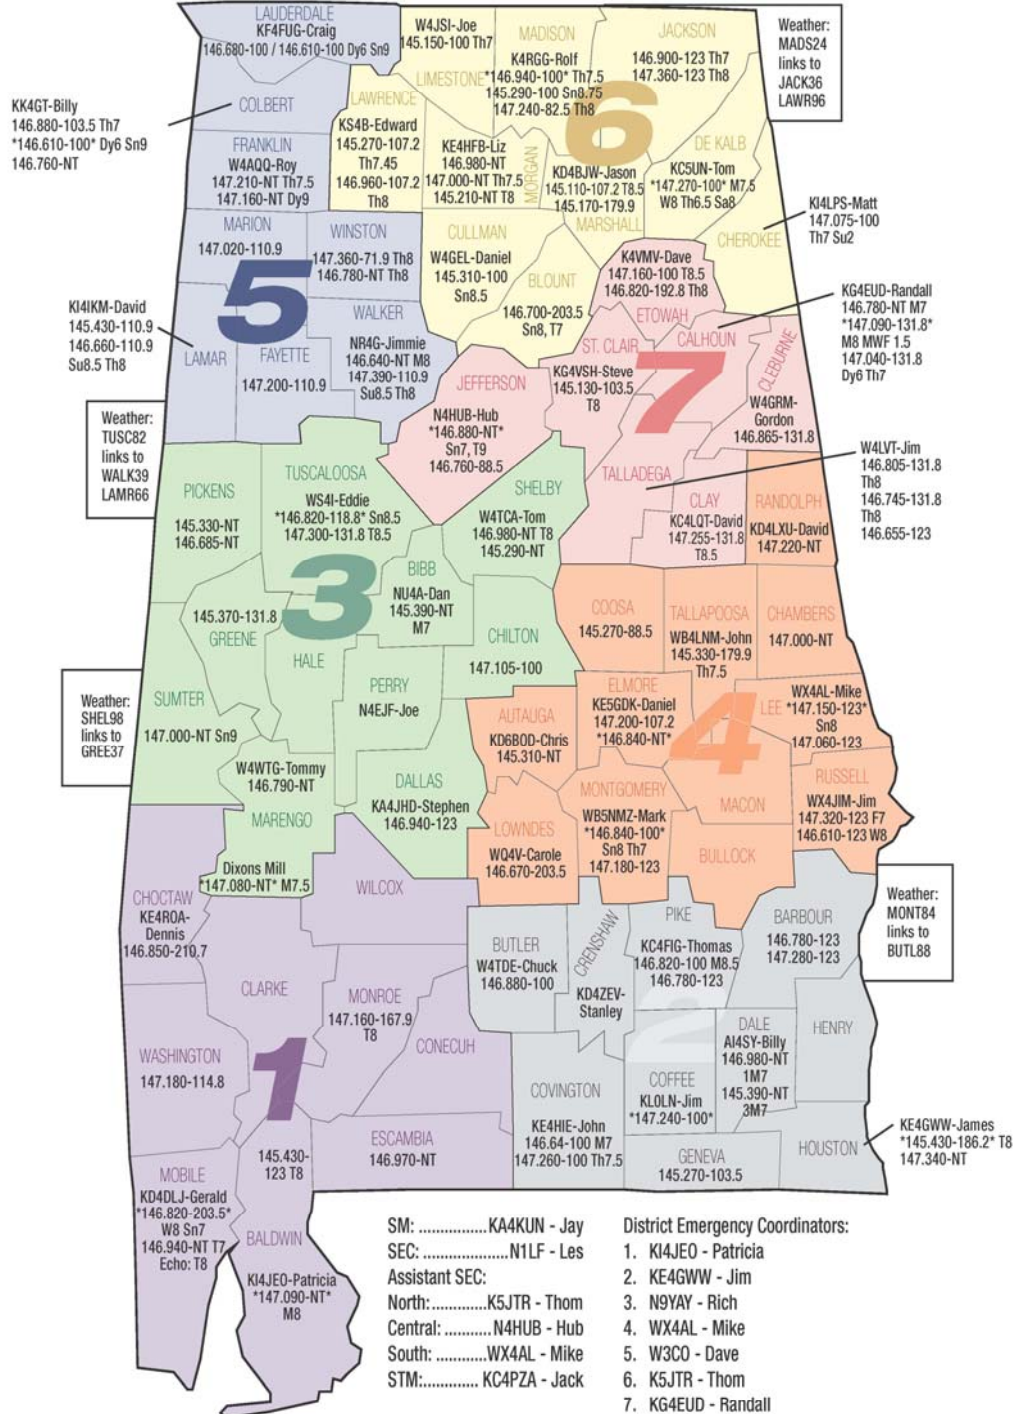 LAUDERDALE
KF4FUG-Craig
146.680-100 / 146.610-100 Dy6 Sn9
W4JSI-Joe
145.150-100 Th7
LIMESTONE
MADISON
K4RGG-Rolf
*146.940-100* Th7.5
145.290-100 Sn8.75
147.240-82.5 Th8
JACKSON
146.900-123 Th7
147.360-123 Th8
Weather:
MADS24
links to
JACK36
LAWR96
KK4GT-Billy
146.880-103.5 Th7
*146.610-100* Dy6 Sn9
146.760-NT
COLBERT
LAWRENCE
KS4B-Edward
145.270-107.2
Th7.45
146.960-107.2
Th8
6
FRANKLIN
W4AQQ-Roy
147.210-NT Th7.5
147.160-NT Dy9
KE4HFB-Liz
146.980-NT
147.000-NT Th7.5
145.210-NT T8
MORGAN
KD4BJW-Jason
145.110-107.2 T8.5
145.170-179.9
MARSHALL
DE KALB
KC5UN-Tom
*147.270-100* M7.5
W8 Th6.5 Sa8
KI4LPS-Matt
147.075-100
Th7 Su2
CHEROKEE
MARION
147.020-110.9
WINSTON
147.360-71.9 Th8
146.780-NT Th8
CULLMAN
W4GEL-Daniel
145.310-100
Sn8.5
BLOUNT
146.700-203.5
Sn8, T7
K4VMV-Dave
147.160-100 T8.5
146.820-192.8 Th8
ETOWAH
KG4EUD-Randall
146.780-NT M7
*147.090-131.8*
M8 MWF 1.5
147.040-131.8
Dy6 Th7
5
KI4IKM-David
145.430-110.9
146.660-110.9
Su8.5 Th8
LAMAR
FAYETTE
147.200-110.9
WALKER
NR4G-Jimmie
146.640-NT M8
147.390-110.9
Su8.5 Th8
ST. CLAIR
KG4VSH-Steve
145.130-103.5
T8
CALHOUN
7
CLEBURNE
W4GRM-
Gordon
146.865-131.8
JEFFERSON
N4HUB-Hub
*146.880-NT*
Sn7, T9
146.760-88.5
Weather:
TUSC82
links to
WALK39
LAMR66
W4LVT-Jim
146.805-131.8
Th8
146.745-131.8
Th8
146.655-123
TALLADEGA
PICKENS
145.330-NT
146.685-NT
TUSCALOOSA
WS4I-Eddie
*146.820-118.8* Sn8.5
147.300-131.8 T8.5
SHELBY
W4TCA-Tom
146.980-NT T8
145.290-NT
CLAY
KC4LQT-David
147.255-131.8
T8.5
RANDOLPH
KD4LXU-David
147.220-NT
3
BIBB
NU4A-Dan
145.390-NT
M7
145.370-131.8
GREENE
HALE
CHILTON
147.105-100
COOSA
145.270-88.5
TALLAPOOSA
WB4LNM-John
145.330-179.9
Th7.5
CHAMBERS
147.000-NT
PERRY
N4EJF-Joe
Weather:
SHEL98
links to
GREE37
SUMTER
147.000-NT Sn9
AUTAUGA
KD6BOD-Chris
145.310-NT
ELMORE
KE5GDK-Daniel
147.200-107.2
*146.840-NT*
4
LEE
WX4AL-Mike
*147.150-123*
Sn8
147.060-123
W4WTG-Tommy
146.790-NT
MARENGO
DALLAS
KA4JHD-Stephen
146.940-123
MONTGOMERY
WB5NMZ-Mark
*146.840-100*
Sn8 Th7
147.180-123
MACON
RUSSELL
WX4JIM-Jim
147.320-123 F7
146.610-123 W8
LOWNDES
WQ4V-Carole
146.670-203.5
BULLOCK
Dixons Mill
*147.080-NT* M7.5
CHOCTAW
KE4ROA-
Dennis
146.850-210.7
WILCOX
Weather:
MONT84
links to
BUTL88
BUTLER
W4TDE-Chuck
146.880-100
CRENSHAW
KD4ZEV-
Stanley
PIKE
KC4FIG-Thomas
146.820-100 M8.5
146.780-123
BARBOUR
146.780-123
147.280-123
CLARKE
MONROE
147.160-167.9
T8
CONECUH
2
DALE
AI4SY-Billy
146.980-NT
1M7
145.390-NT
3M7
HENRY
1
WASHINGTON
147.180-114.8
COVINGTON
KE4HIE-John
146.64-100 M7
147.260-100 Th7.5
COFFEE
KL0LN-Jim
*147.240-100*
ESCAMBIA
146.970-NT
GENEVA
145.270-103.5
HOUSTON
KE4GWW-James
*145.430-186.2* T8
147.340-NT
145.430-
123 T8
MOBILE
KD4DLJ-Gerald
*146.820-203.5*
W8 Sn7
146.940-NT T7
Echo: T8
BALDWIN
KI4JEO-Patricia
*147.090-NT*
M8
SM: ...............KA4KUN - Jay
SEC: ...................N1LF - Les
Assistant SEC:
North:.............K5JTR - Thom
Central: ...........N4HUB - Hub
South: ............WX4AL - Mike
STM:............. KC4PZA - Jack
District Emergency Coordinators:
1. KI4JEO - Patricia
2. KE4GWW - Jim
3. N9YAY - Rich
4. WX4AL - Mike
5. W3CO - Dave
6. K5JTR - Thom
7. KG4EUD - Randall